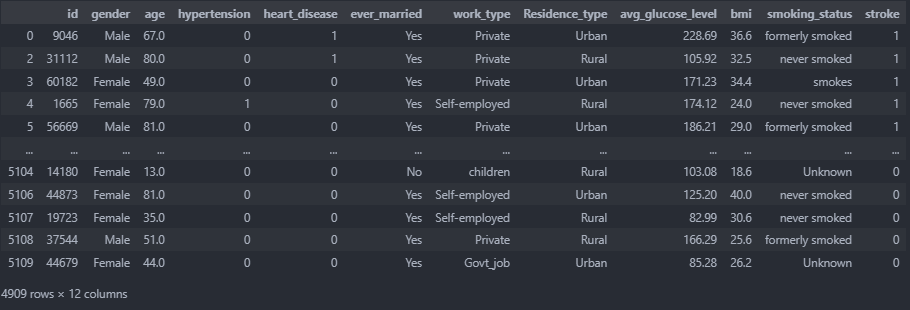 id gender age hypertension heart_disease ever_married work_type Residence_type avg_glucose_level bmi smoking_status stroke
0 9046 Male 67.0 0 1 Yes Private Urban 228.69 36.6 formerly smoked 1
2 31112 Male 80.0 0 1 Yes Private Rural 105.92 32.5 never smoked 1
3 60182 Female 49.0 0 0 Yes Private Urban 171.23 34.4 smokes 1
4 1665 Female 79.0 1 0 Yes Self-employed Rural 174.12 24.0 never smoked 1
5 56669 Male 81.0 0 0 Yes Private Urban 186.21 29.0 formerly smoked 1
... ... ... ... ... ... ... ... ... ... ... ... ...
5104 14180 Female 13.0 0 0 No children Rural 103.08 18.6 Unknown 0
5106 44873 Female 81.0 0 0 Yes Self-employed Urban 125.20 40.0 never smoked 0
5107 19723 Female 35.0 0 0 Yes Self-employed Rural 82.99 30.6 never smoked 0
5108 37544 Male 51.0 0 0 Yes Private Rural 166.29 25.6 formerly smoked 0
5109 44679 Female 44.0 0 0 Yes Govt_job Urban 85.28 26.2 Unknown 0
4909 rows × 12 columns